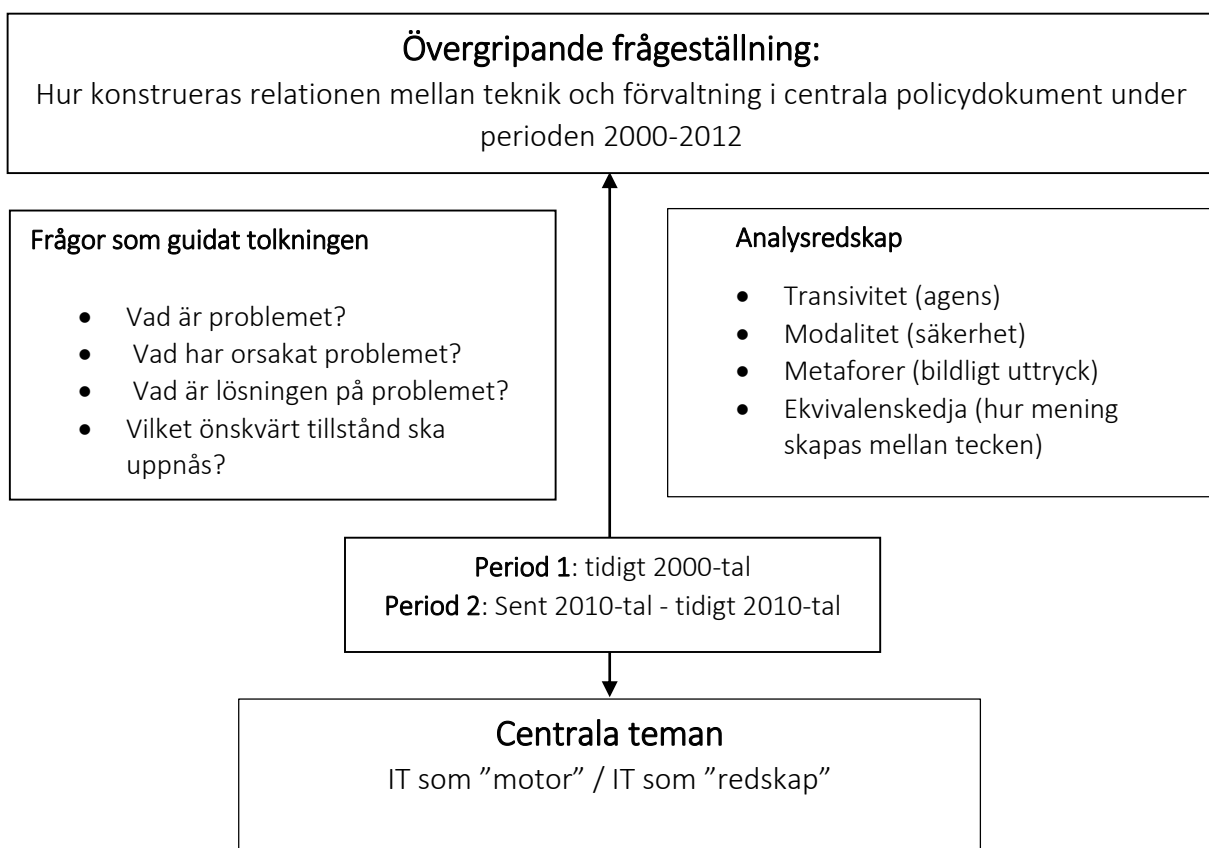 Övergripande frågeställning:
Hur konstrueras relationen mellan teknik och förvaltning i centrala policydokument under
perioden 2000-2012
Frågor som guidat tolkningen
• Vad är problemet?
• Vad har orsakat problemet?
• Vad är lösningen på problemet?
• Vilket önskvärt tillstånd ska
uppnås?
Analysredskap
• Transivitet (agens)
• Modalitet (säkerhet)
• Metaforer (bildligt uttryck)
• Ekvivalenskedja (hur mening
skapas mellan tecken)
Period 1: tidigt 2000-tal
Period 2: Sent 2010-tal - tidigt 2010-tal
Centrala teman
IT som ”motor” / IT som ”redskap”